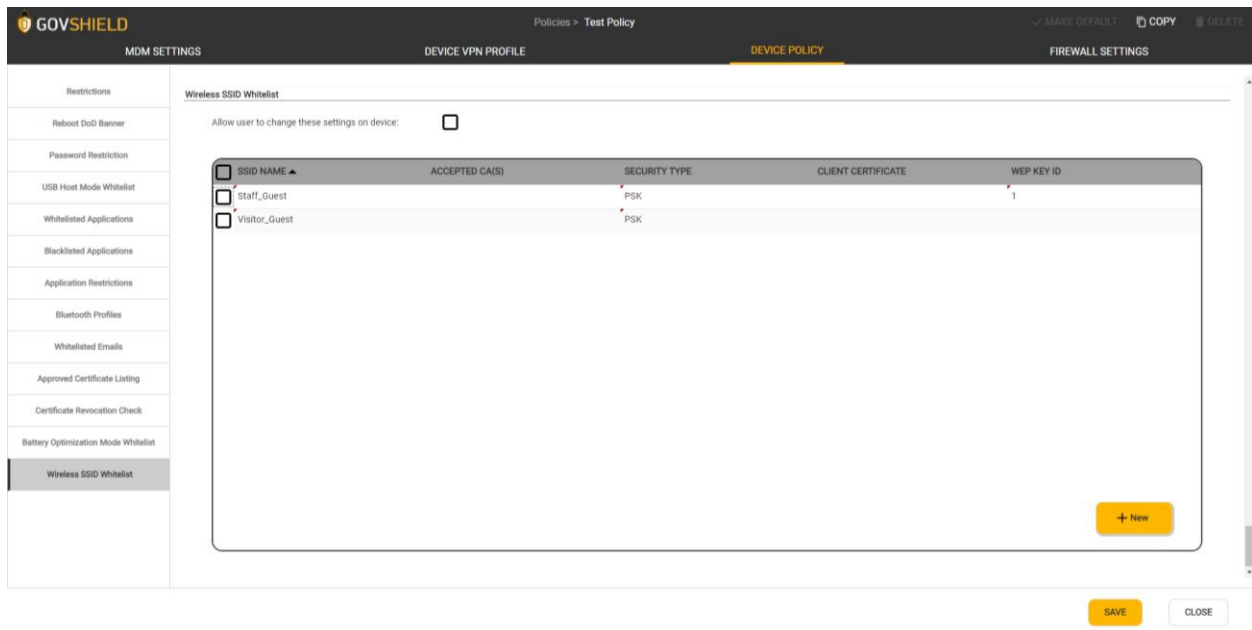 GOVSHIELD
Policies > Test Policy
MAKE DEFAULT
COPY
DELETE
MDM SETTINGS
DEVICE VPN PROFILE
DEVICE POLICY
FIREWALL SETTINGS
Restrictions
Reboot DoD Banner
Password Restriction
USB Host Mode Whitelist
Whitelisted Applications
Blacklisted Applications
Application Restrictions
Bluetooth Profiles
Whitelisted Emails
Approved Certificate Listing
Certificate Revocation Check
Battery Optimization Mode Whitelist
Wireless SSID Whitelist
Wireless SSID Whitelist
Allow user to change these settings on device:
SSID NAME ACCEPTED CA(S) SECURITY TYPE CLIENT CERTIFICATE WEP KEY ID
Staff_Guest PSK 1
Visitor_Guest PSK
+ New
SAVE
CLOSE